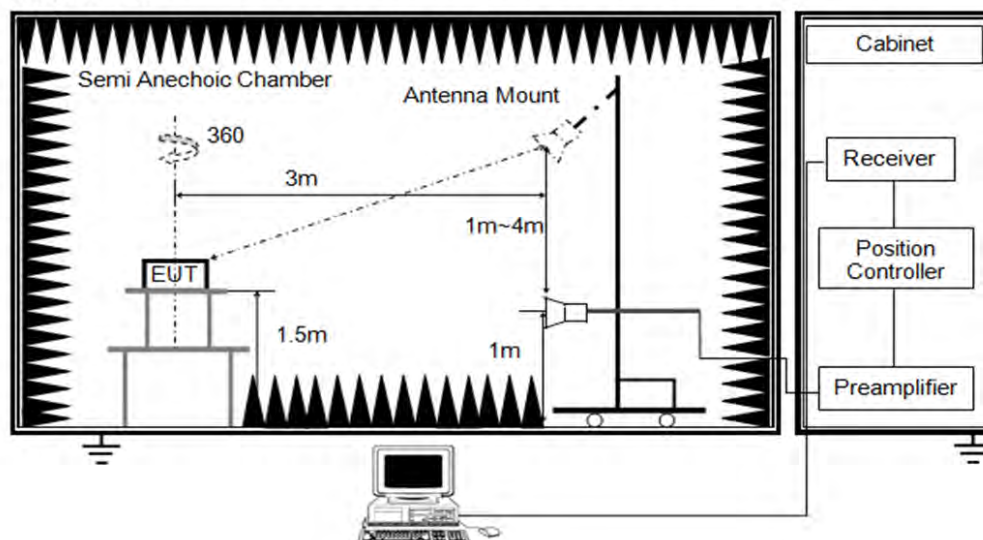 Semi Anechoic Chamber
360
3m
Antenna Mount
1m~4m
EUT
1.5m
1m
Cabinet
Receiver
Position
Controller
Preamplifier